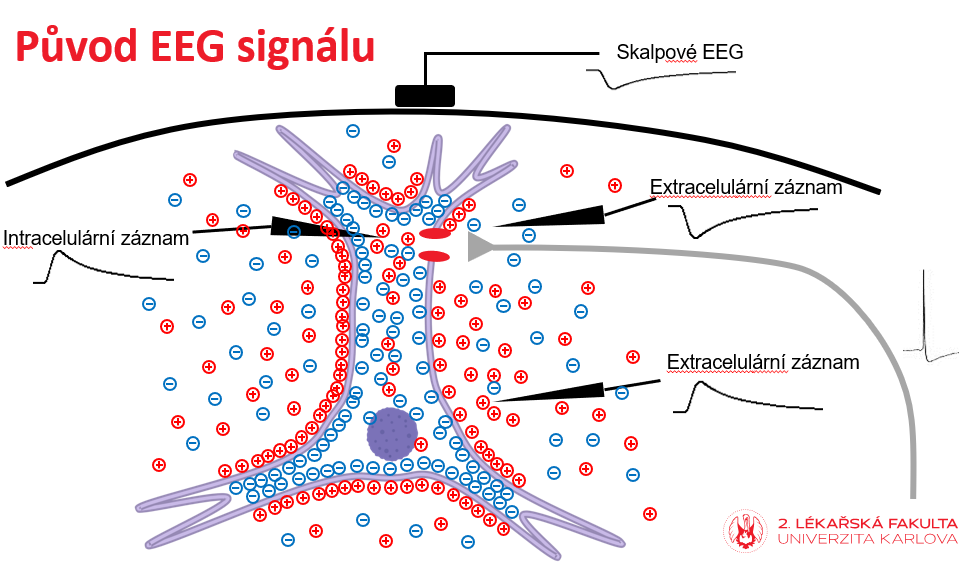 Původ EEG signálu
Skalpové EEG
Extracelulární záznam
Intracelulární záznam
Extracelulární záznam
2. LÉKAŘSKÁ FAKULTA
UNIVERZITA KARLOVA